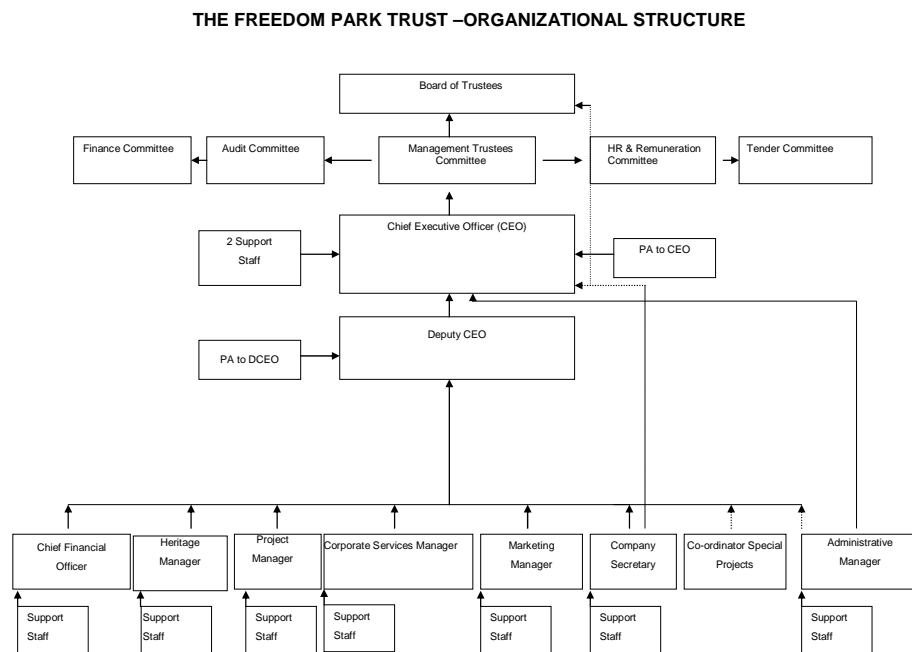 THE FREEDOM PARK TRUST –ORGANIZATIONAL STRUCTURE
Board of Trustees
Finance Committee
Audit Committee
Management Trustees
Committee
HR & Remuneration
Committee
Tender Committee
Chief Executive Officer (CEO)
2 Support
Staff
PA to CEO
Deputy CEO
PA to DCEO
Chief Financial
Officer
Heritage
Manager
Project
Manager
Corporate Services Manager
Marketing
Manager
Company
Secretary
Co-ordinator Special
Projects
Administrative
Manager
Support
Staff
Support
Staff
Support
Staff
Support
Staff
Support
Staff
Support
Staff
Support
Staff